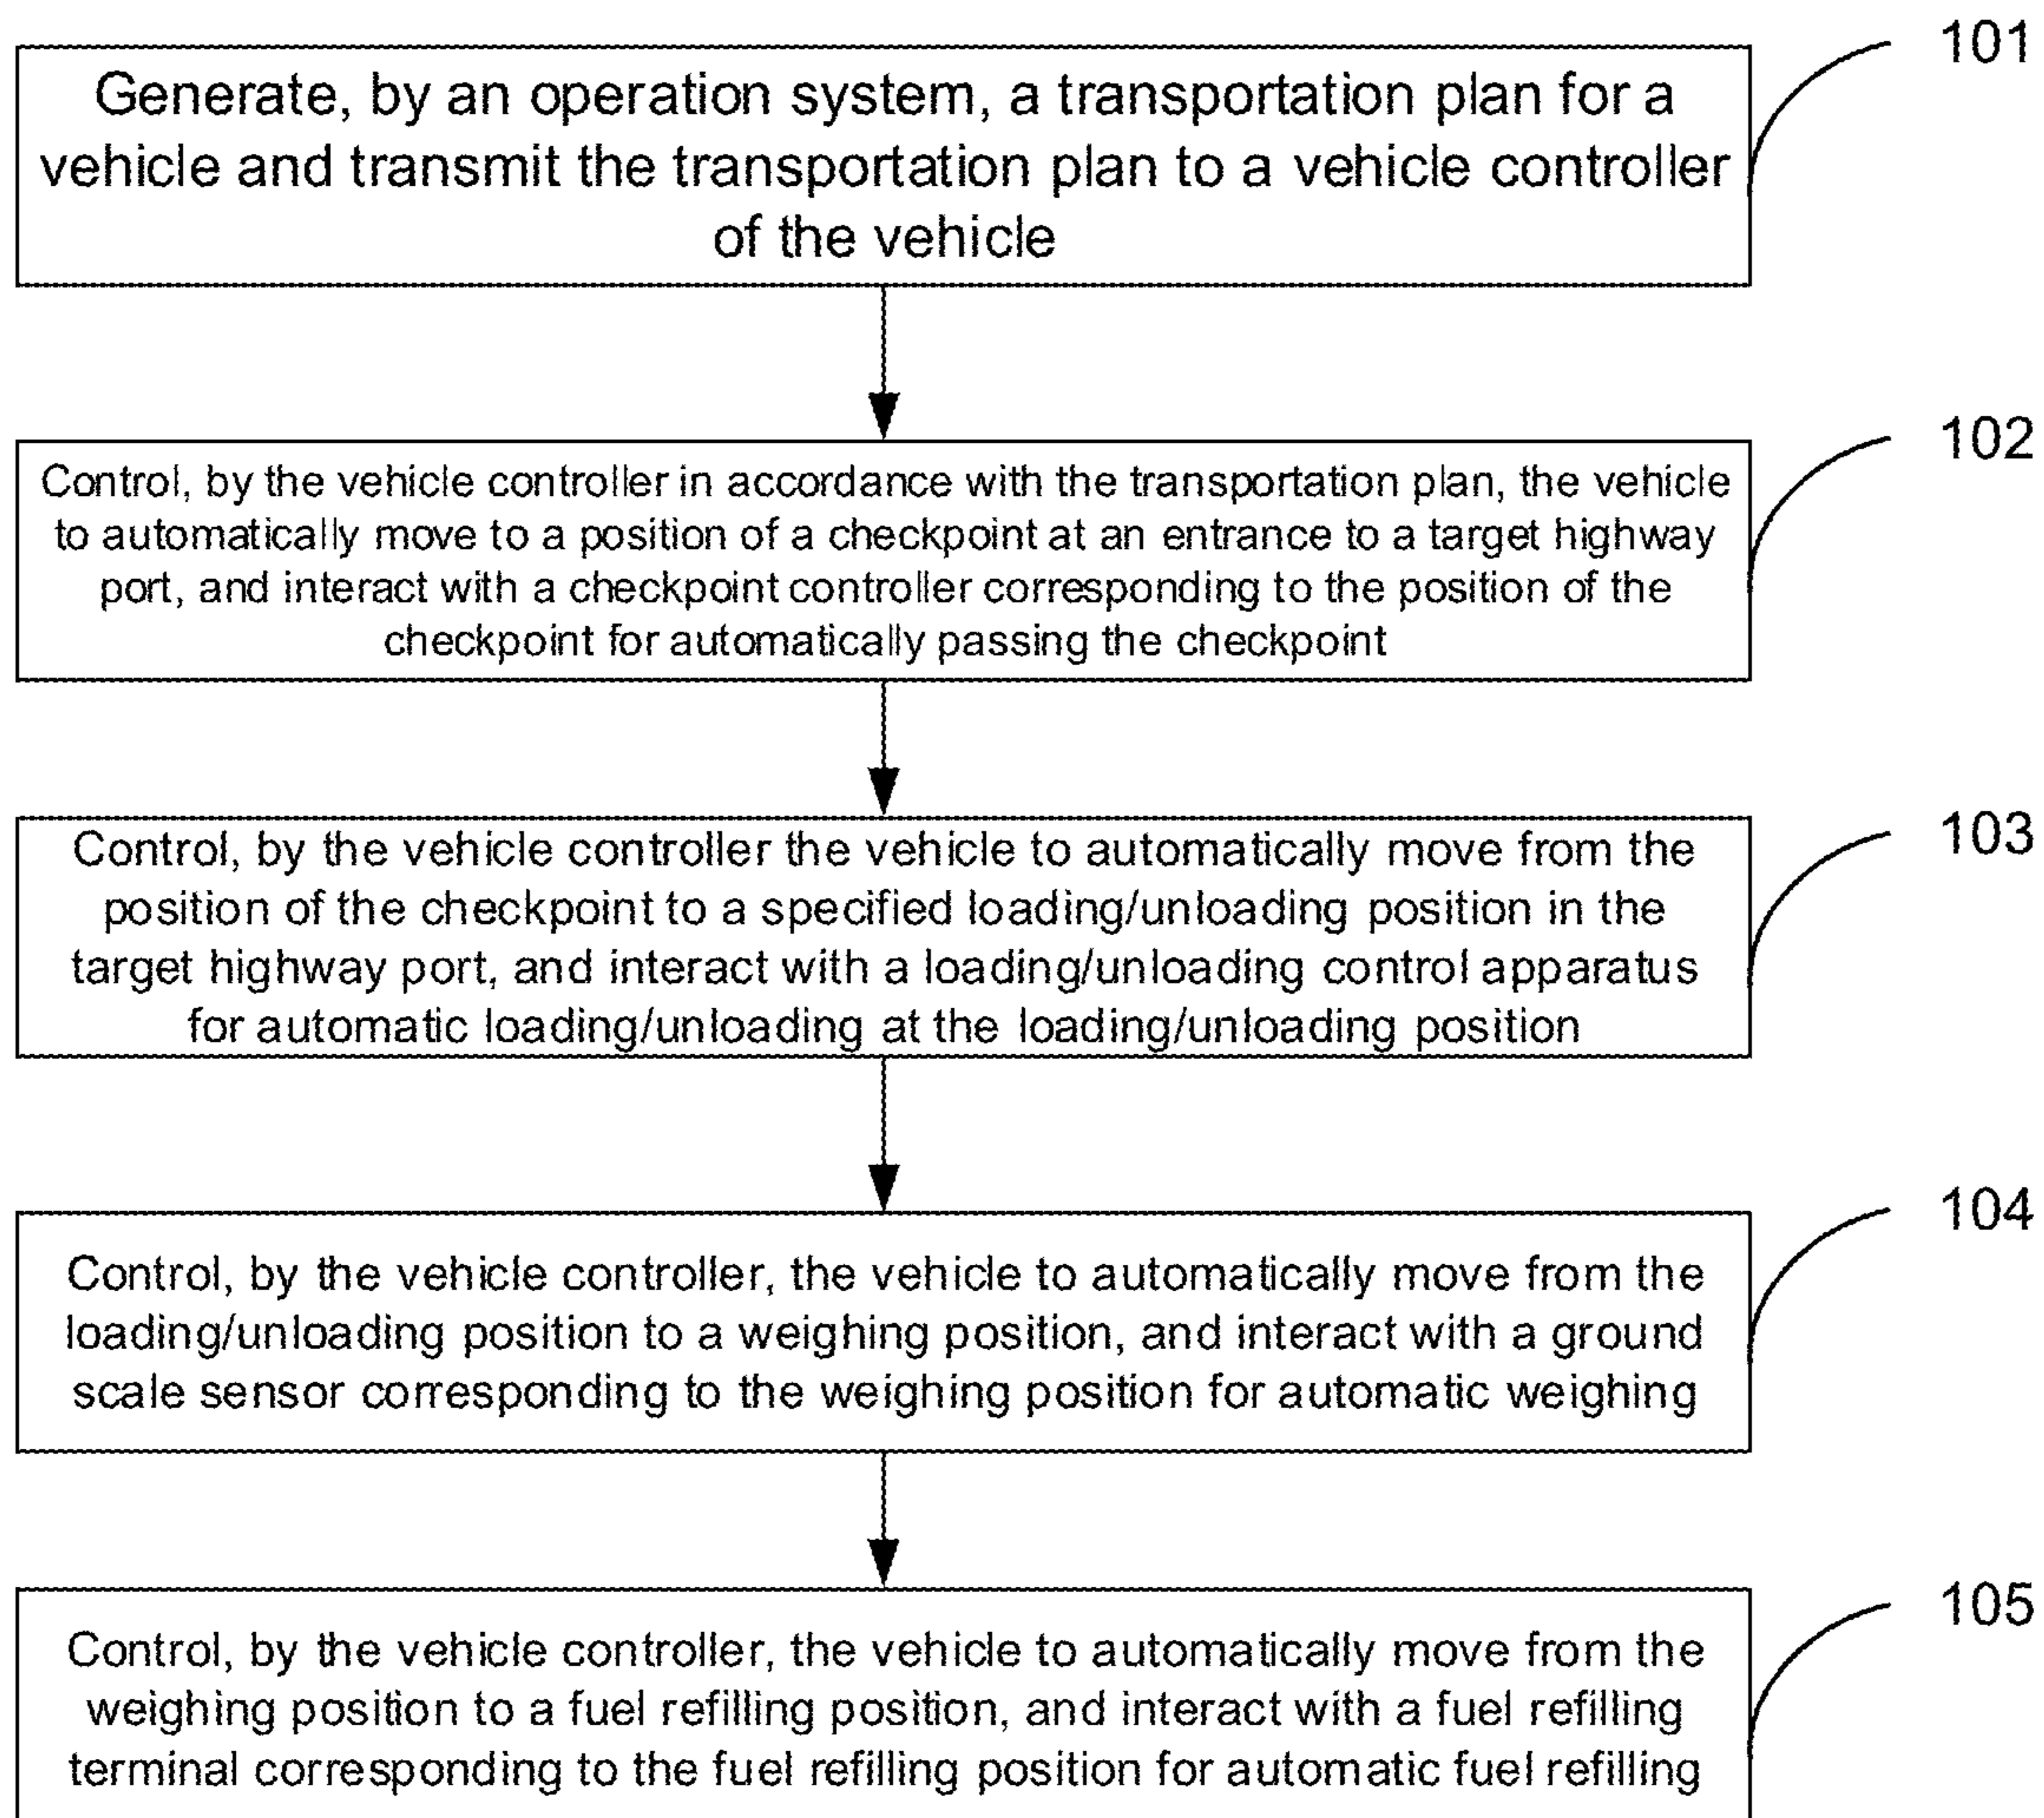 101
Generate, by an operation system, a transportation plan for a
vehicle and transmit the transportation plan to a vehicle controller
of the vehicle
102
Control, by the vehicle controller in accordance with the transportation plan, the vehicle
to automatically move to a position of a checkpoint at an entrance to a target highway
port, and interact with a checkpoint controller corresponding to the position of the
checkpoint for automatically passing the checkpoint
103
Control, by the vehicle controller the vehicle to automatically move from the
position of the checkpoint to a specified loading/unloading position in the
target highway port, and interact with a loading/unloading control apparatus
for automatic loading/unloading at the loading/unloading position
104
Control, by the vehicle controller, the vehicle to automatically move from the
loading/unloading position to a weighing position, and interact with a ground
scale sensor corresponding to the weighing position for automatic weighing
105
Control, by the vehicle controller, the vehicle to automatically move from the
weighing position to a fuel refilling position, and interact with a fuel refilling
terminal corresponding to the fuel refilling position for automatic fuel refilling